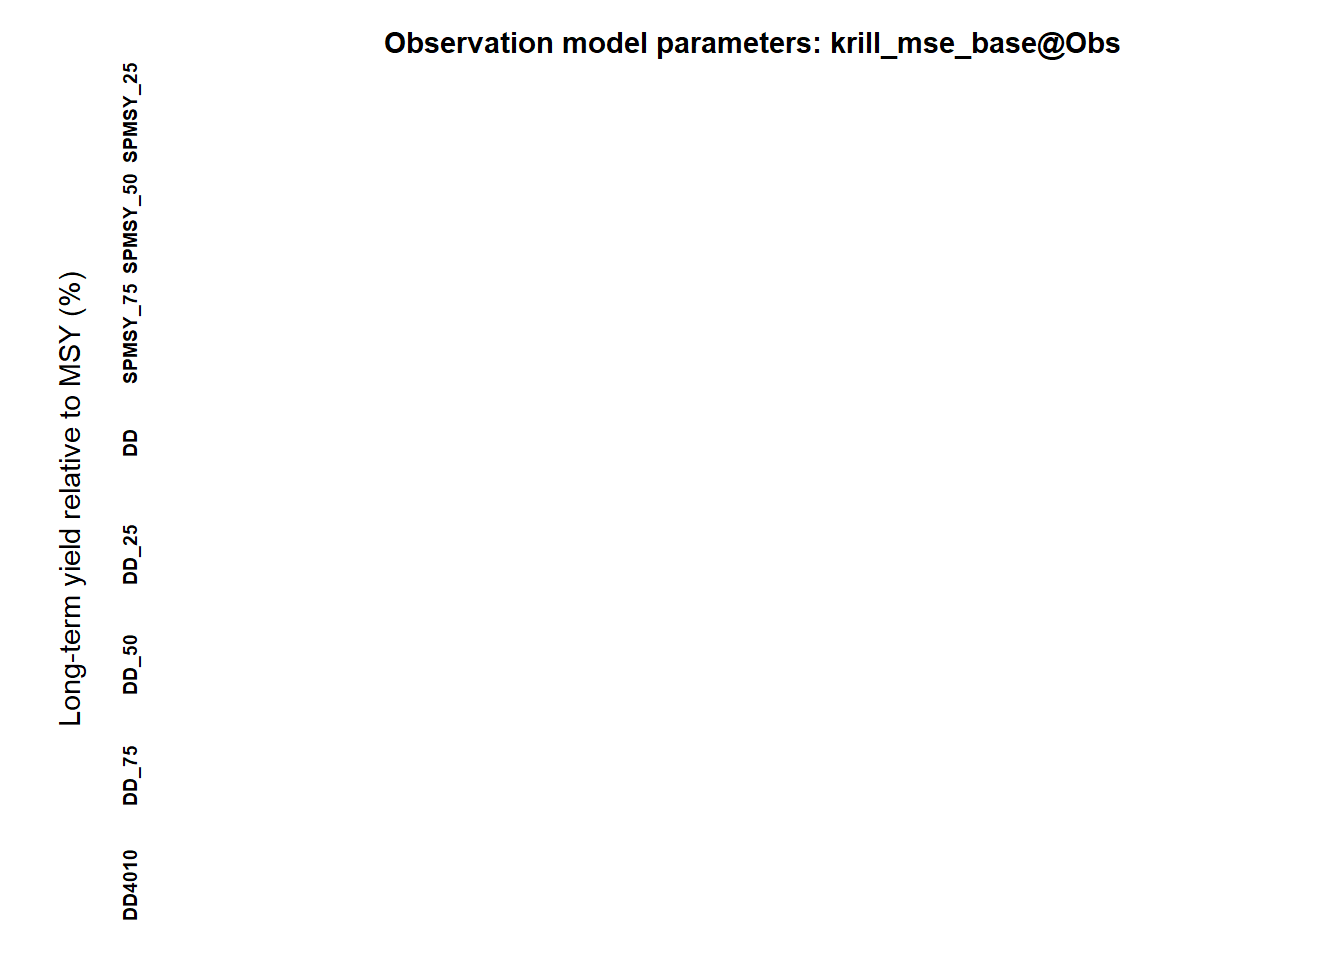 Observation model parameters: krill_mse_base@Obs
Long-term yield relative to MSY (%)
SPMSY_25
SPMSY_50
SPMSY_75
DD
DD_25
DD_50
DD_75
DD4010